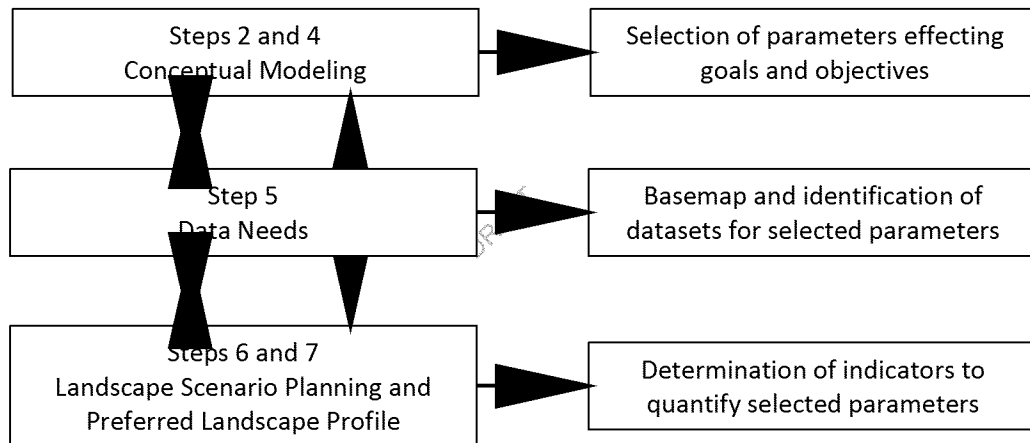 Steps 2 and 4
Conceptual Modeling
Selection of parameters effecting
goals and objectives
Step 5
Data Needs
Basemap and identification of
datasets for selected parameters
Steps 6 and 7
Landscape Scenario Planning and
Preferred Landscape Profile
Determination of indicators to
quantify selected parameters